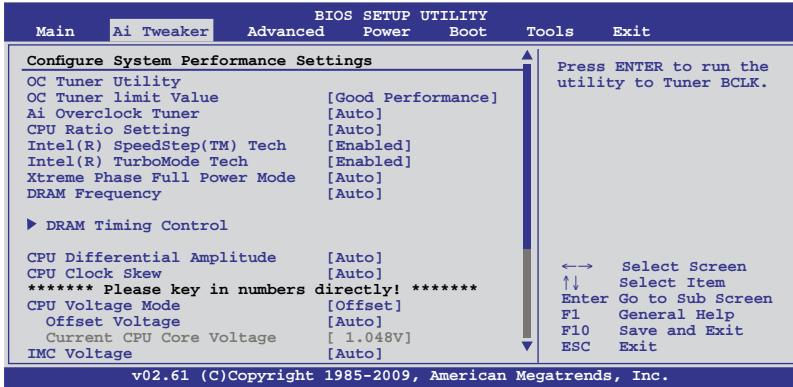 BIOS SETUP UTILITY
Main Ai Tweaker Advanced Power Boot Tools Exit
Configure System Performance Settings
OC Tuner Utility
OC Tuner limit Value [Good Performance]
Ai Overclock Tuner [Auto]
CPU Ratio Setting [Auto]
Intel(R) SpeedStep(TM) Tech [Enabled]
Intel(R) TurboMode Tech [Enabled]
Xtreme Phase Full Power Mode [Auto]
DRAM Frequency [Auto]
DRAM Timing Control
CPU Differential Amplitude [Auto]
CPU Clock Skew [Auto]
******* Please key in numbers directly! *******
CPU Voltage Mode [Offset]
Offset Voltage [Auto]
Current CPU Core Voltage [ 1.048V]
IMC Voltage [Auto]
Press ENTER to run the
utility to Tuner BCLK.
←→ Select Screen
↑↓ Select Item
Enter Go to Sub Screen
F1 General Help
F10 Save and Exit
ESC Exit
v02.61 (C)Copyright 1985-2009, American Megatrends, Inc.